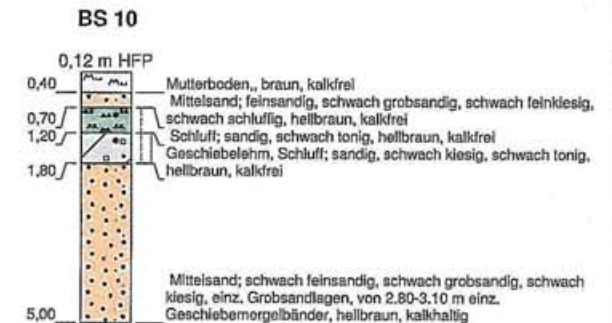 BS 10
0,12 m HFP
0,40
Mutterboden,, braun, kalkfrei
Mittelsand; feinsandig, schwach grobsandig, schwach feinkiesig,
0,70
schwach schluffig, hellbraun, kalkfrei
1,20
Schluff; sandig, schwach tonig, hellbraun, kalkfrei
Geschiebelehm, Schluff; sandig, schwach kiesig, schwach tonig,
1,80
hellbraun, kalkfrei
Mittelsand; schwach feinsandig, schwach grobsandig, schwach
kiesig, einz. Grobsandlagen, von 2.80-3.10 m einz.
5,00
Geschiebemergelbänder, hellbraun, kalkhaltig